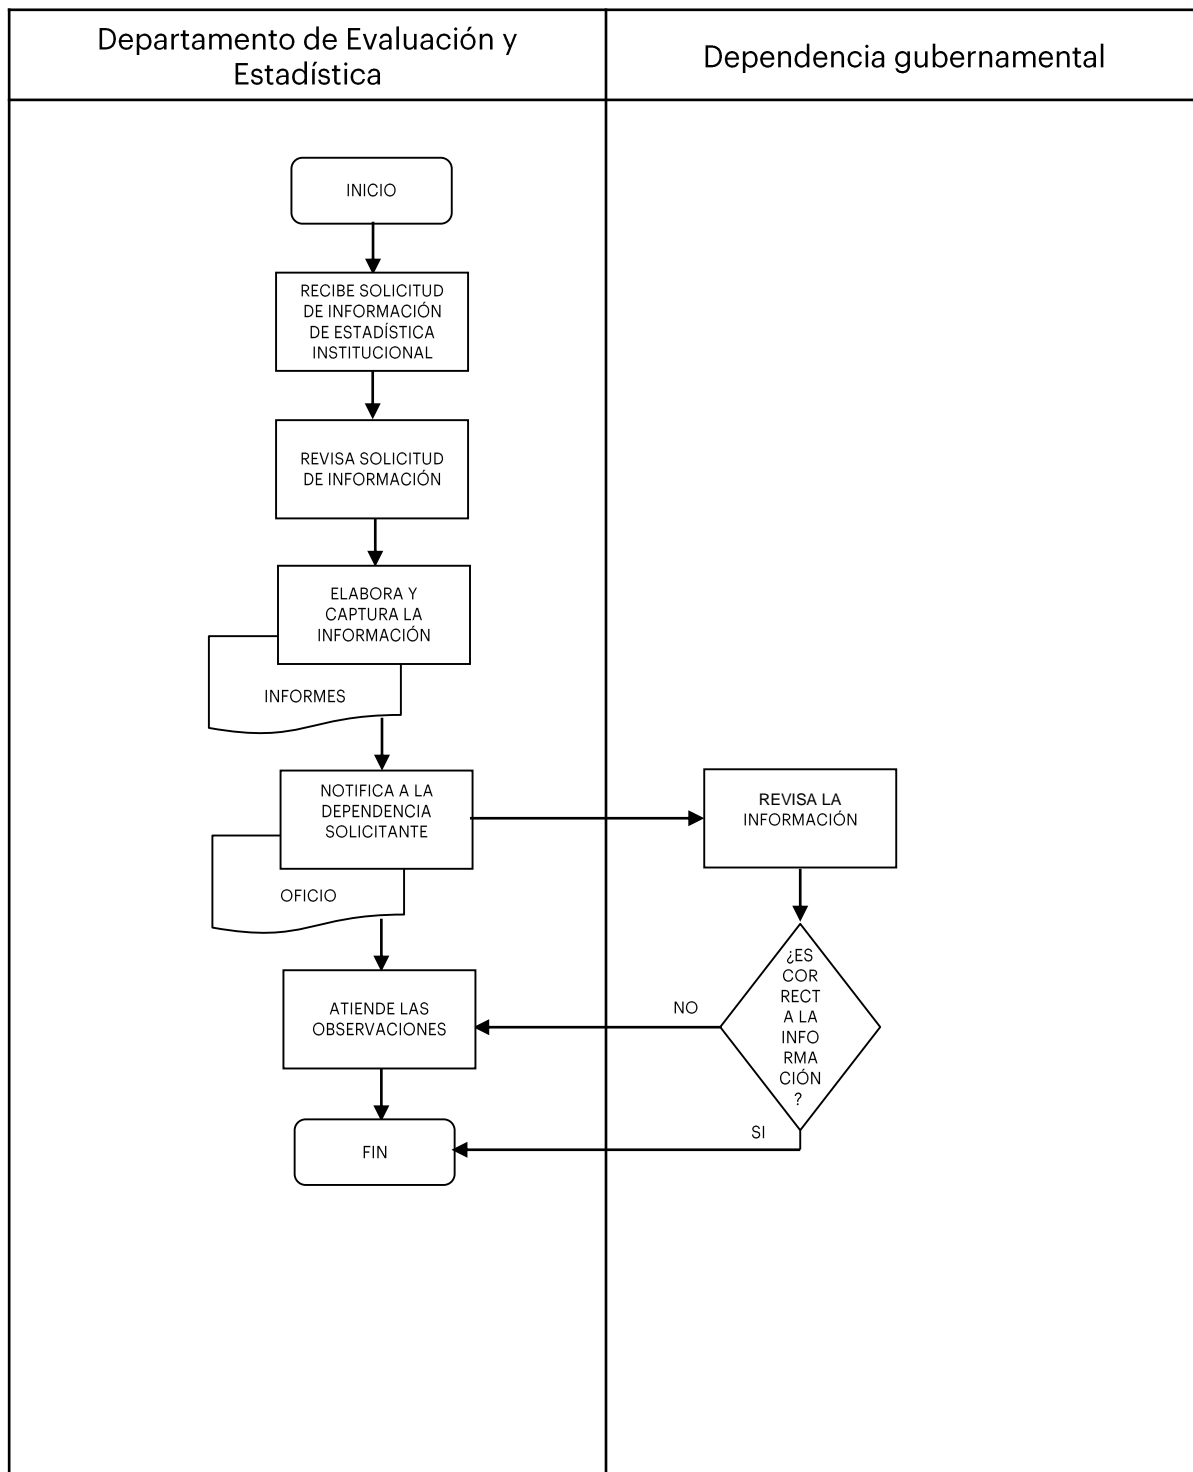 Departamento de Evaluación y
Estadística
Dependencia gubernamental
INICIO
RECIBE SOLICITUD
DE INFORMACIÓN
DE ESTADÍSTICA
INSTITUCIONAL
REVISA SOLICITUD
DE INFORMACIÓN
ELABORA Y
CAPTURA LA
INFORMACIÓN
INFORMES
NOTIFICA A LA
DEPENDENCIA
SOLICITANTE
OFICIO
REVISA LA
INFORMACIÓN
¿ES
COR
RECT
A LA
INFO
RMA
CIÓN
?
NO
ATIENDE LAS
OBSERVACIONES
SI
FIN